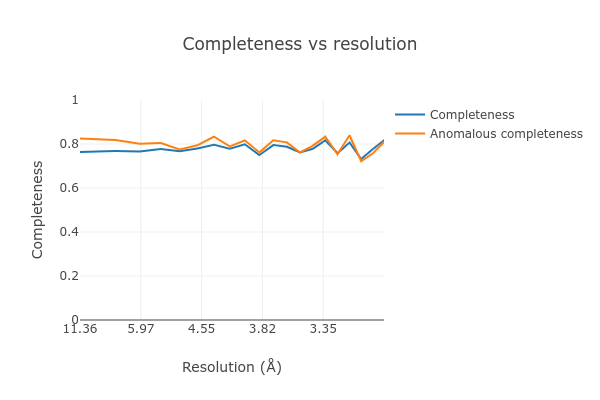 Completeness vs resolution
1
0.8
0.6
0.4
0.2
0
Completeness
11.36 5.97 4.55 3.82 3.35
Resolution (Å)
Completeness
Anomalous completeness